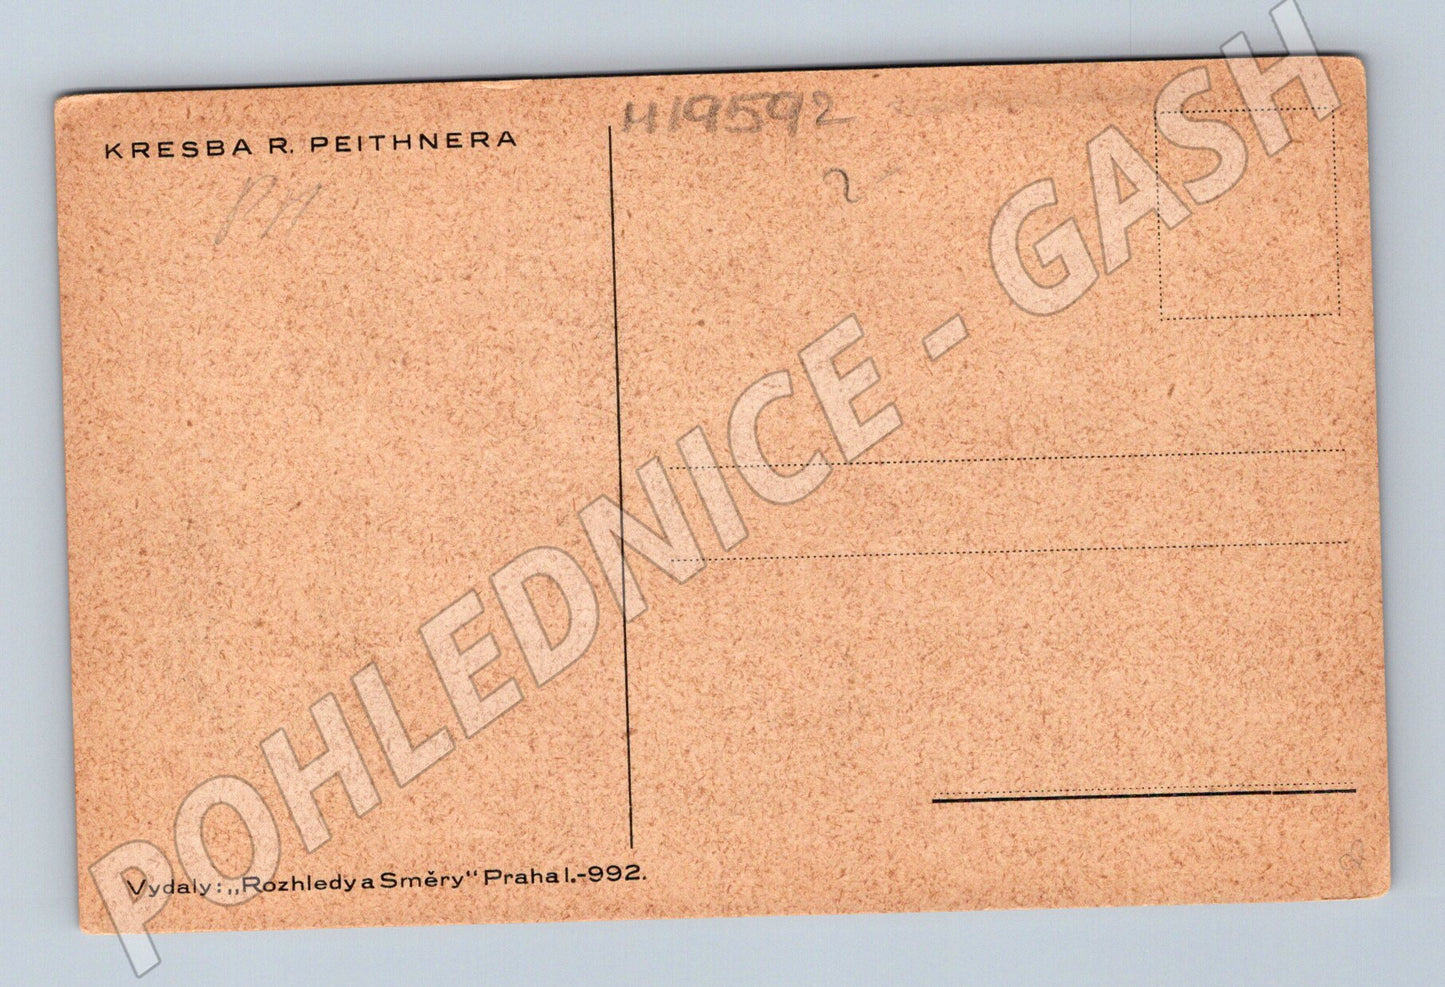 KRESBA R. PEITHNERA
H19592
2
PH
POHLEDNICE - GASH
Vydaly: „Rozhledy a Směry" Praha I.-992.